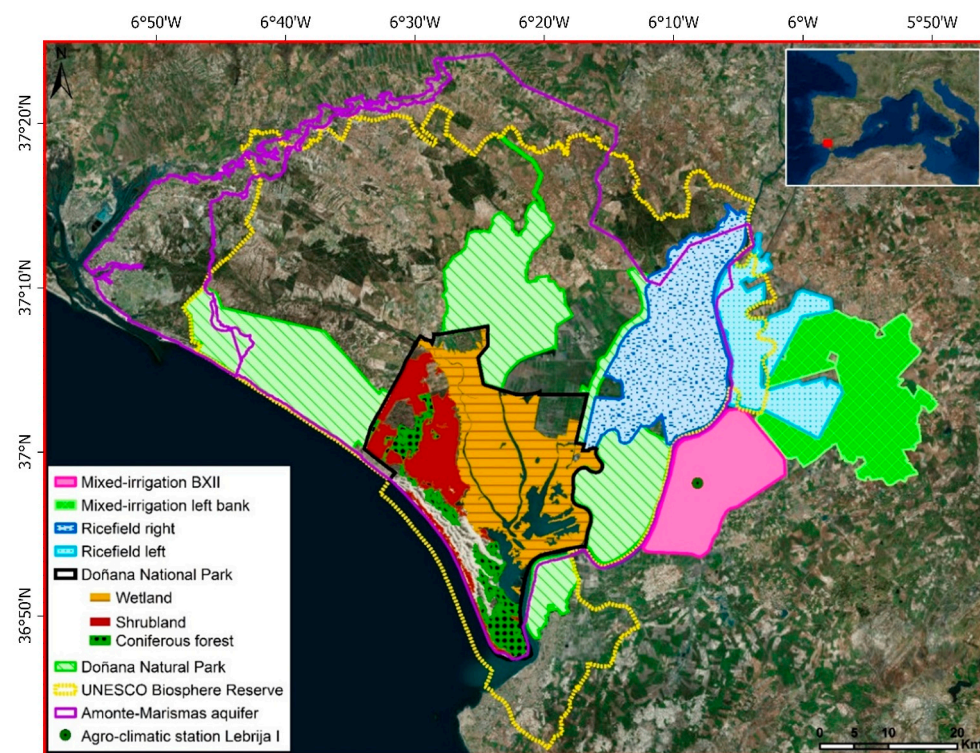 6°50'W 6°40'W 6°30'W 6°20'W 6°10'W 6°0'W 5°50'W
N
37°20'N
37°10'N
37°N
36°50'N
Mixed-irrigation BXII
Mixed-irrigation left bank
Ricefield right
Ricefield left
Doñana National Park
Wetland
Shrubland
Coniferous forest
Doñana Natural Park
UNESCO Biosphere Reserve
Amonte-Marismas aquifer
Agro-climatic station Lebrija I
0 5 10 20